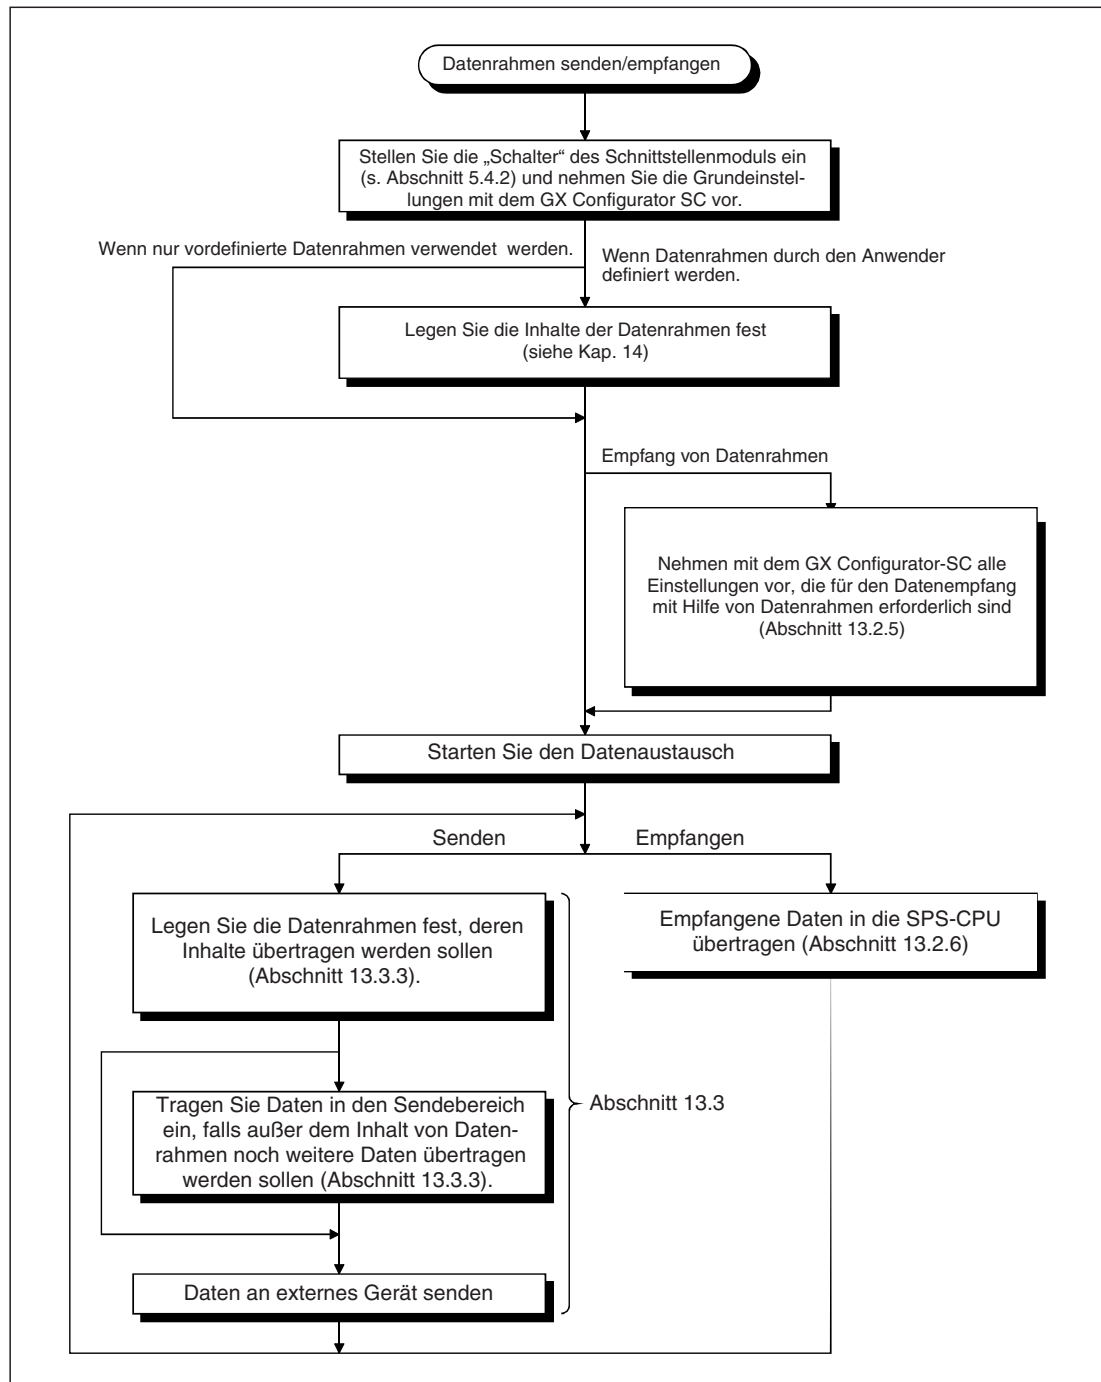 Datenrahmen senden/empfangen
Stellen Sie die „Schalter“ des Schnittstellenmoduls ein
(s. Abschnitt 5.4.2) und nehmen Sie die Grundeinstel-
lungen mit dem GX Configurator SC vor.
Wenn nur vordefinierte Datenrahmen verwendet werden.
Wenn Datenrahmen durch den Anwender
definiert werden.
Legen Sie die Inhalte der Datenrahmen fest
(siehe Kap. 14)
Empfang von Datenrahmen
Nehmen mit dem GX Configurator-SC alle
Einstellungen vor, die für den Datenempfang
mit Hilfe von Datenrahmen erforderlich sind
(Abschnitt 13.2.5)
Starten Sie den Datenaustausch
Senden
Empfangen
Legen Sie die Datenrahmen fest, deren
Inhalte übertragen werden sollen
(Abschnitt 13.3.3).
Empfangene Daten in die SPS-CPU
übertragen (Abschnitt 13.2.6)
Tragen Sie Daten in den Sendebereich
ein, falls außer dem Inhalt von Daten-
rahmen noch weitere Daten übertragen
werden sollen (Abschnitt 13.3.3).
Abschnitt 13.3
Daten an externes Gerät senden